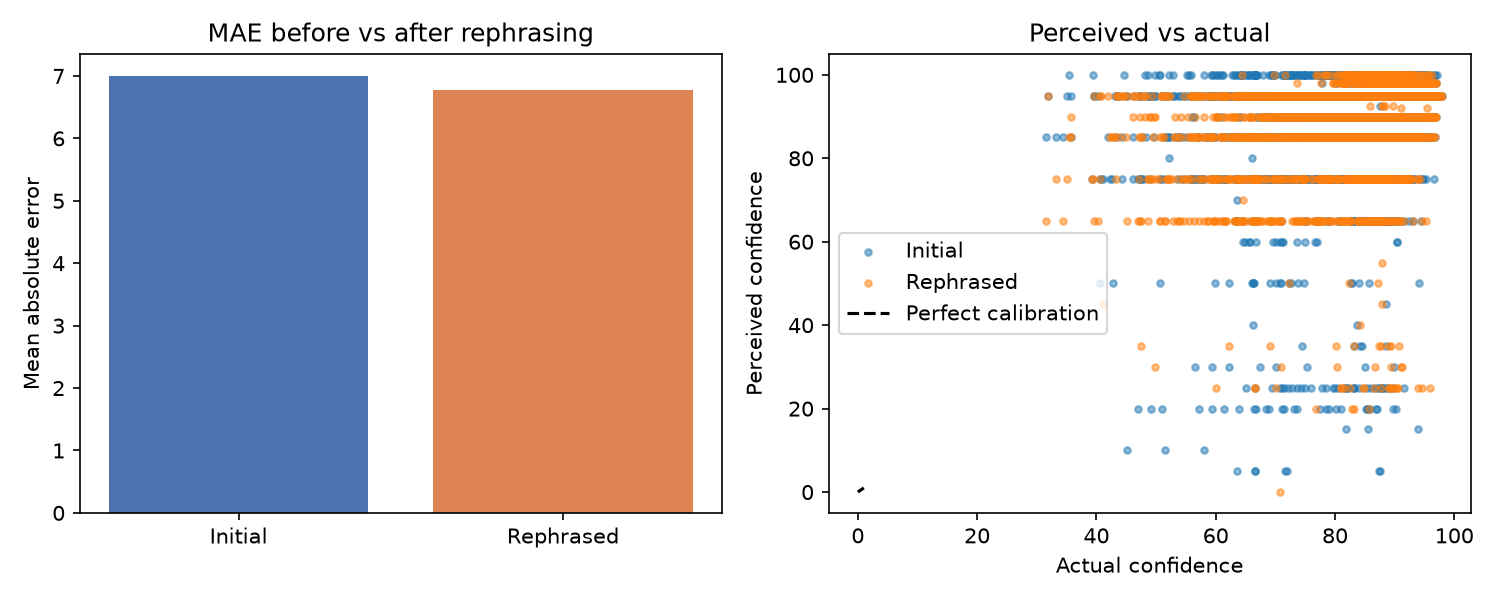 MAE before vs after rephrasing
Mean absolute error
7
6
5
4
3
2
1
0
Initial
Rephrased
Perceived vs actual
Perceived confidence
100
80
60
40
20
0
Initial
Rephrased
Perfect calibration
0
20
40
60
80
100
Actual confidence